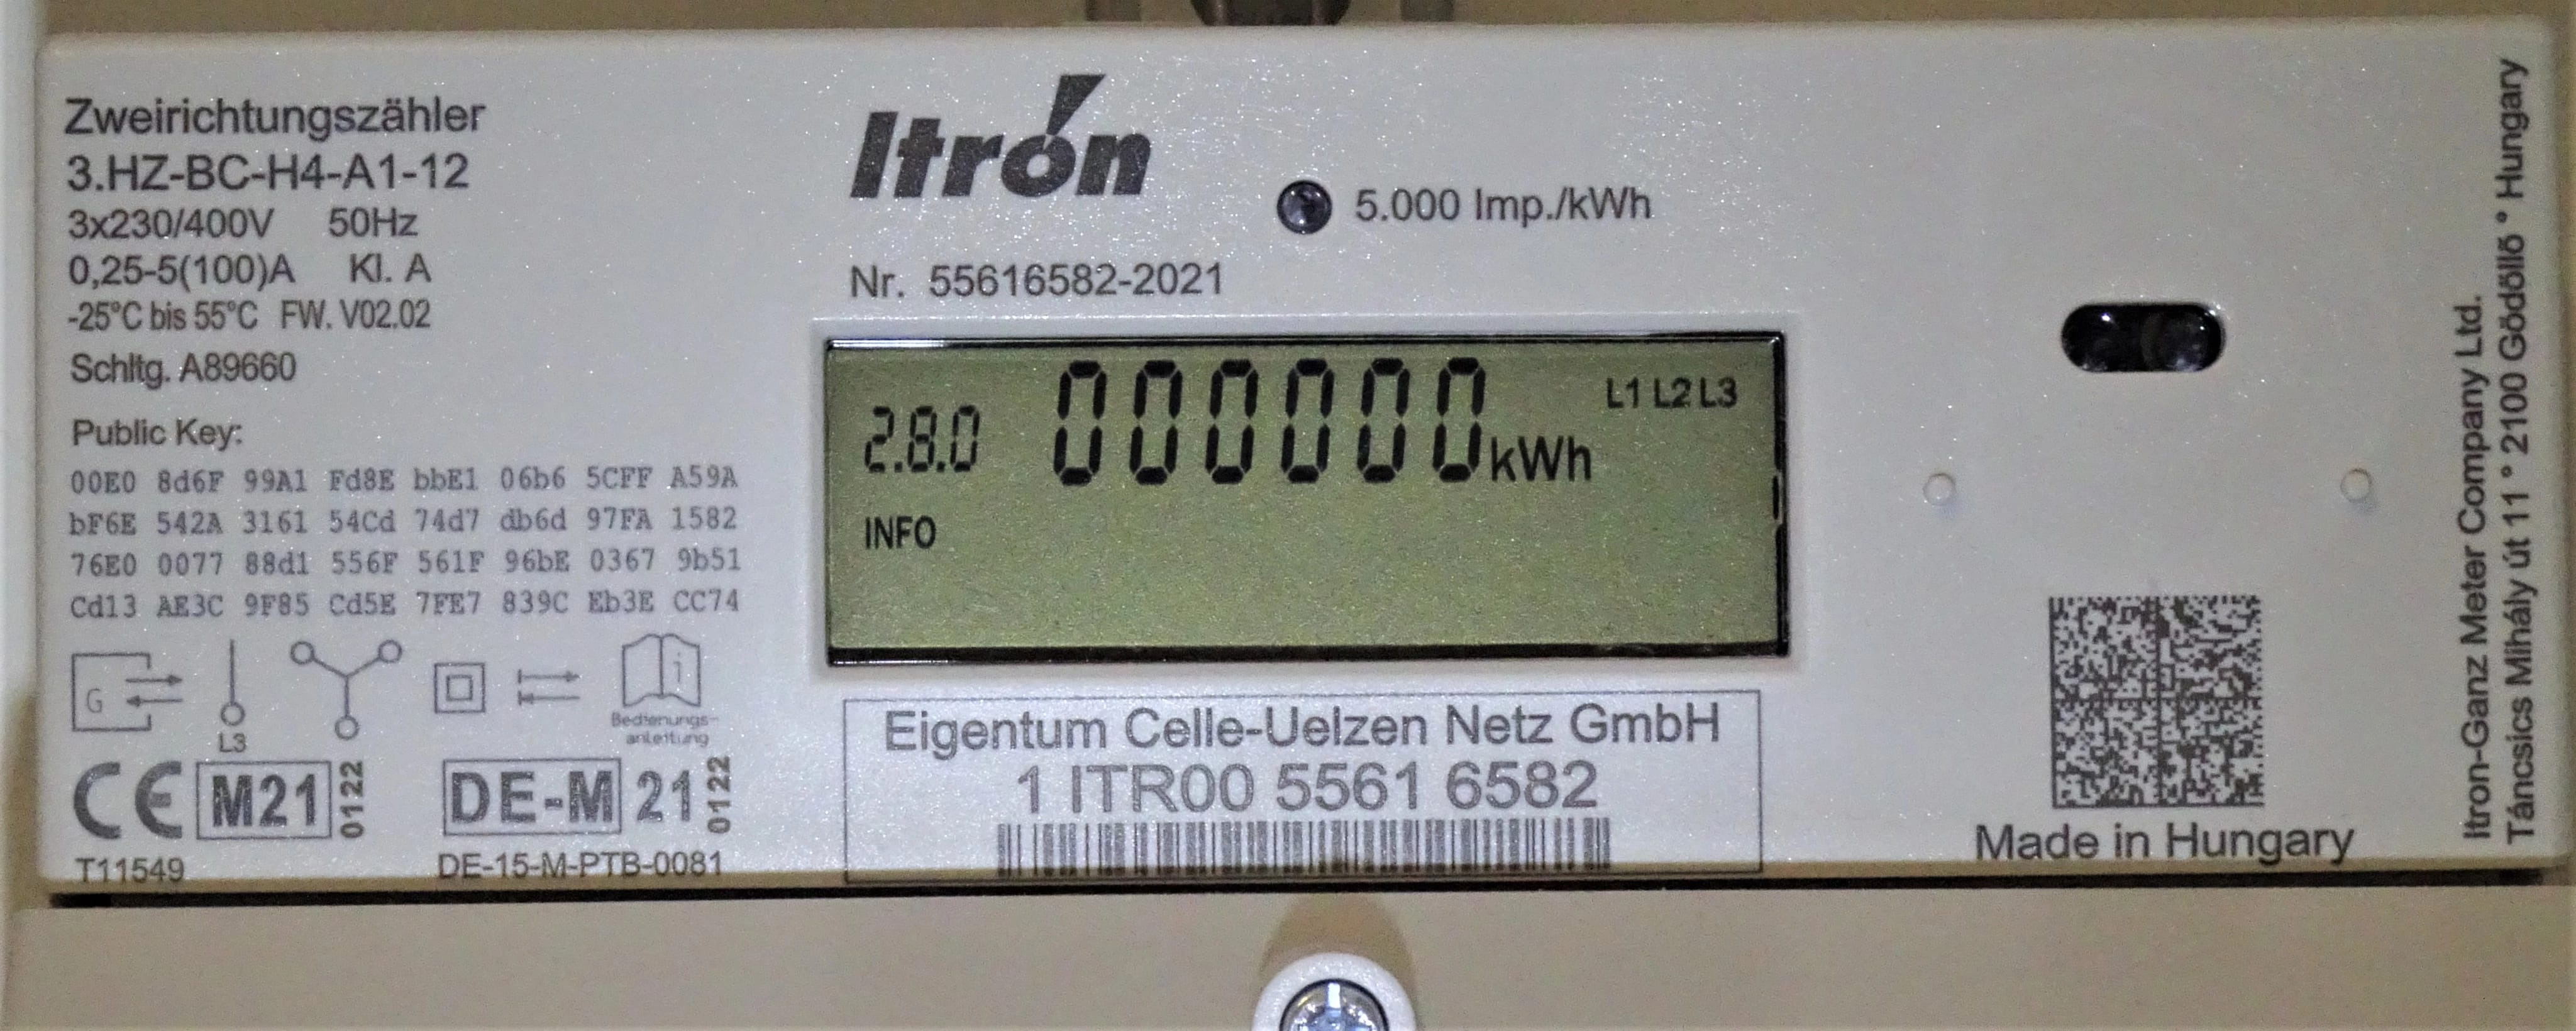 Zweirichtungszähler
3.HZ-BC-H4-A1-12
3x230/400V 50Hz
0,25-5(100)A Kl. A
-25°C bis 55°C FW. V02.02
Schltg. A89660
Public Key:
00E0 8d6F 99A1 Fd8E bbE1 06b6 5CFF A59A
bF6E 542A 3161 54Cd 74d7 db6d 97FA 1582
76E0 0077 88d1 556F 561F 96bE 0367 9b51
Cd13 AE3C 9F85 Cd5E 7FE7 839C Eb3E CC74
G
L3
i
Bedienungs-
anleitung
CE M21 0122
DE-M 21 0122
T11549
DE-15-M-PTB-0081
Itrón
5.000 Imp./kWh
Nr. 55616582-2021
2.8.0 000000 kWh
L1 L2 L3
INFO
Eigentum Celle-Uelzen Netz GmbH
1 ITR00 5561 6582
Made in Hungary
Itron-Ganz Meter Company Ltd.
Táncsics Mihály út 11 ° 2100 Gödöllő ° Hungary